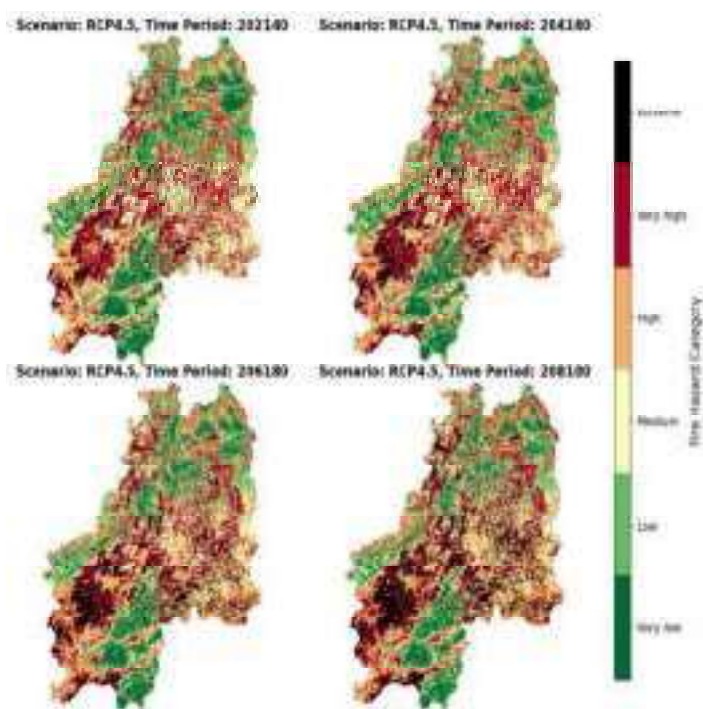 Scenario: RCP4.5, Time Period: 202140
Scenario: RCP4.5, Time Period: 204160
Very high
High
Medium
Low
Very low
Fire Hazard Category
Scenario: RCP4.5, Time Period: 206180
Scenario: RCP4.5, Time Period: 208100